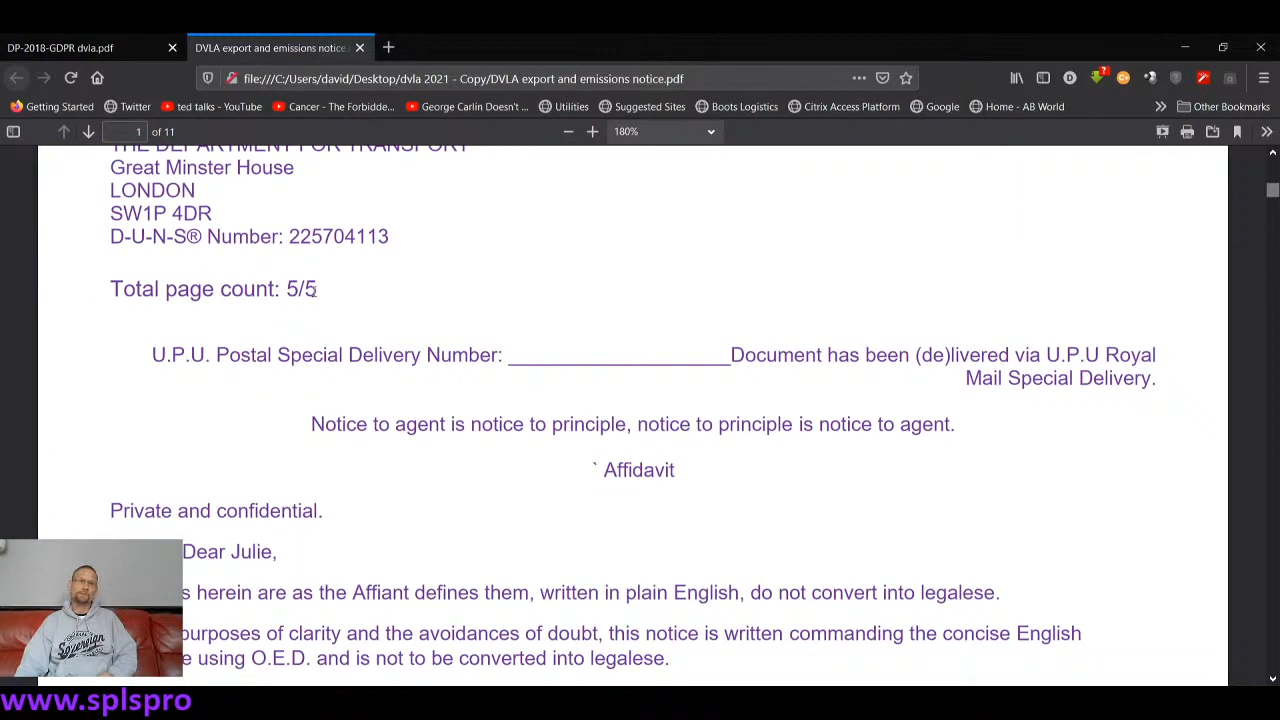 DP-2018-GDPR dvla.pdf
DVLA export and emissions notice
file:///C:/Users/david/Desktop/dvla 2021 - Copy/DVLA export and emissions notice.pdf
Getting Started
Twitter
ted talks - YouTube
Cancer - The Forbidde...
George Carlin Doesn't ...
Utilities
Suggested Sites
Boots Logistics
Citrix Access Platform
Google
Home - AB World
Other Bookmarks
1 of 11
180%
THE DEPARTMENT FOR TRANSPORT
Great Minster House
LONDON
SW1P 4DR
D-U-N-S® Number: 225704113
Total page count: 5/5
U.P.U. Postal Special Delivery Number: ____________________Document has been (de)livered via U.P.U Royal
Mail Special Delivery.
Notice to agent is notice to principle, notice to principle is notice to agent.
` Affidavit
Private and confidential.
Dear Julie,
s herein are as the Affiant defines them, written in plain English, do not convert into legalese.
purposes of clarity and the avoidances of doubt, this notice is written commanding the concise English
e using O.E.D. and is not to be converted into legalese.
Sovereign
www.splspro